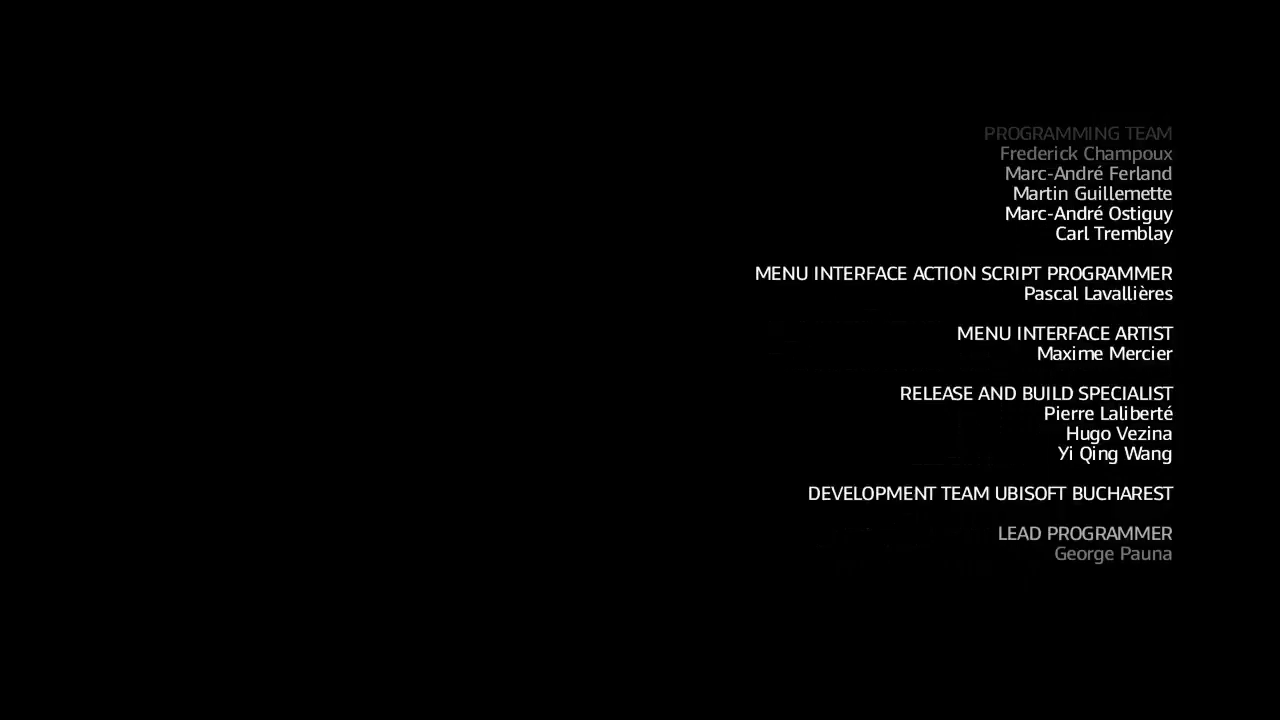 PROGRAMMING TEAM
Frederick Champoux
Marc-André Ferland
Martin Guillemette
Marc-André Ostiguy
Carl Tremblay
MENU INTERFACE ACTION SCRIPT PROGRAMMER
Pascal Lavallières
MENU INTERFACE ARTIST
Maxime Mercier
RELEASE AND BUILD SPECIALIST
Pierre Laliberté
Hugo Vezina
Yi Qing Wang
DEVELOPMENT TEAM UBISOFT BUCHAREST
LEAD PROGRAMMER
George Pauna